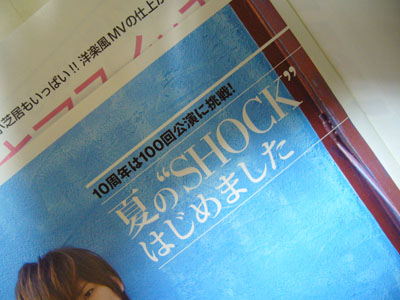 小芝居もいっぱい!! 洋楽風MVの仕上が
10周年は100回公演に挑戦!
夏の“SHOCK”
はじめました